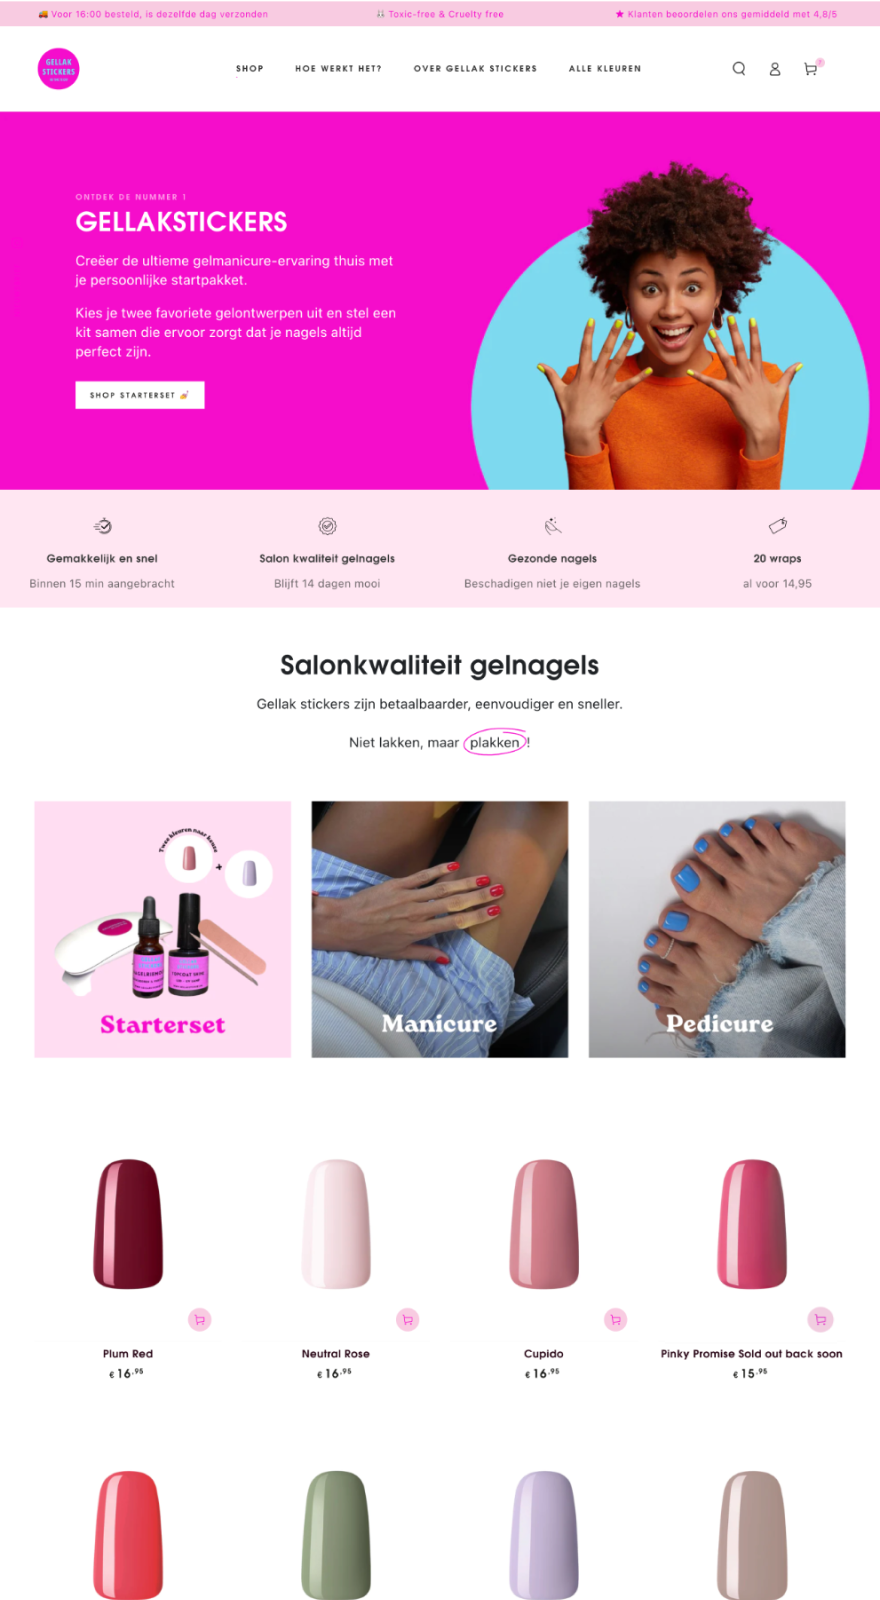 Voor 16:00 besteld, is dezelfde dag verzonden
Toxic-free & Cruelty free
★ Klanten beoordelen ons gemiddeld met 4,8/5
GELLAK
STICKERS
SHOP
HOE WERKT HET?
OVER GELLAK STICKERS
ALLE KLEUREN
ONTDEK DE NUMMER 1
GELLAKSTICKERS
Creëer de ultieme gelmanicure-ervaring thuis met
je persoonlijke startpakket.
Kies je twee favoriete gelontwerpen uit en stel een
kit samen die ervoor zorgt dat je nagels altijd
perfect zijn.
SHOP STARTERSET 💅
Gemakkelijk en snel
Binnen 15 min aangebracht
Salon kwaliteit gelnagels
Blijft 14 dagen mooi
Gezonde nagels
Beschadigen niet je eigen nagels
20 wraps
al voor 14,95
Salonkwaliteit gelnagels
Gellak stickers zijn betaalbaarder, eenvoudiger en sneller.
Niet lakken, maar plakken !
Twee kleuren naar keuze
+
Starterset
Manicure
Pedicure
Plum Red
€ 16,95
Neutral Rose
€ 16,95
Cupido
€ 16,95
Pinky Promise Sold out back soon
€ 15,95